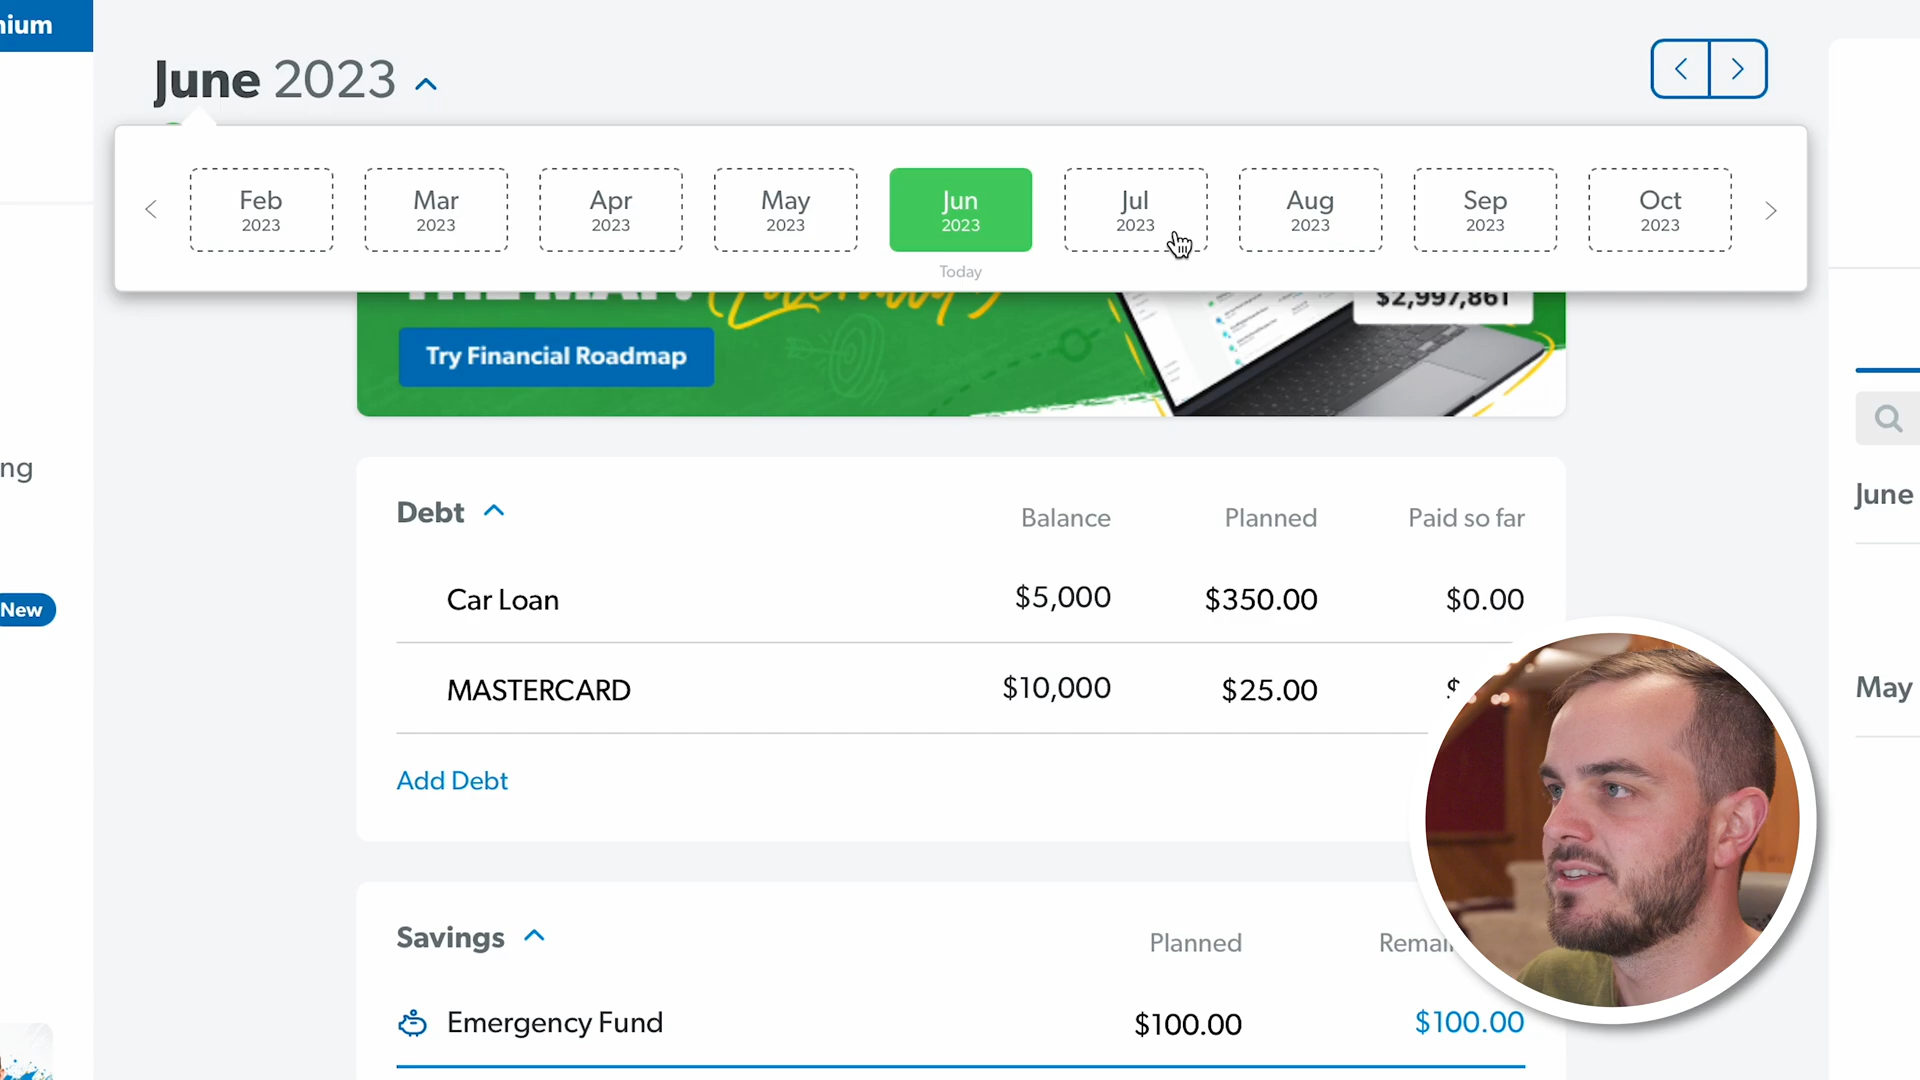 June 2023
Feb
2023
Mar
2023
Apr
2023
May
2023
Jun
2023
Today
Jul
2023
Aug
2023
Sep
2023
Oct
2023
$2,997,861
Try Financial Roadmap
Debt
Balance
Planned
Paid so far
Car Loan
$5,000
$350.00
$0.00
MASTERCARD
$10,000
$25.00
Add Debt
Savings
Planned
Emergency Fund
$100.00
$100.00
New
June
May